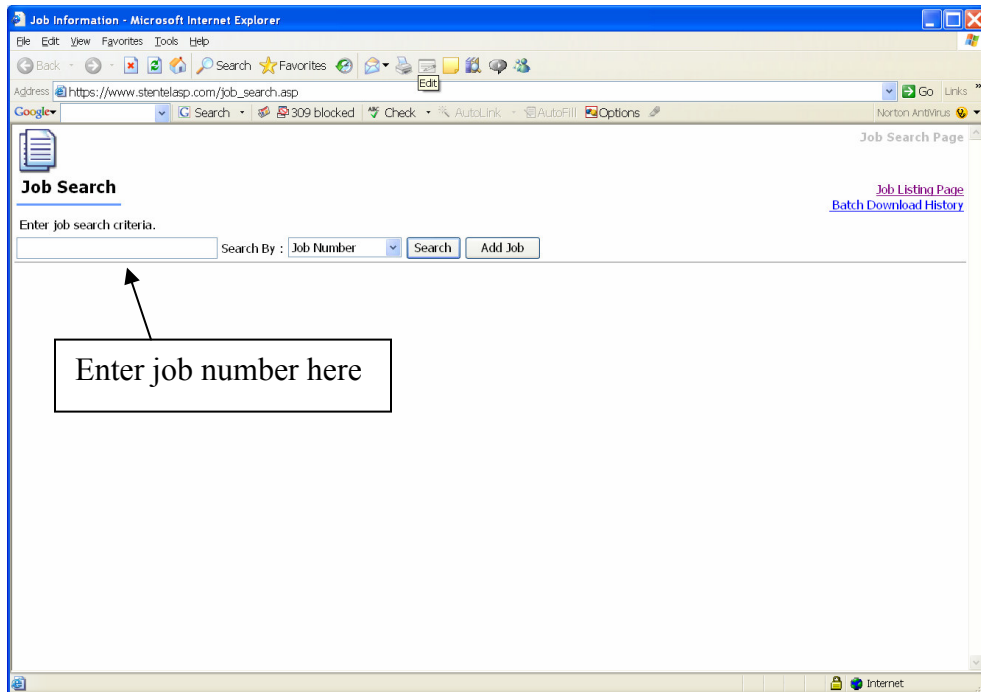 Job Information - Microsoft Internet Explorer
File Edit View Favorites Tools Help
Back Search Favorites
Edit
Address https://www.stentelasp.com/job_search.asp Go Links »
Google Search 309 blocked Check AutoLink AutoFill Options Norton AntiVirus
Job Search Page
Job Search
Job Listing Page
Batch Download History
Enter job search criteria.
Search By : Job Number Search Add Job
Enter job number here
Internet